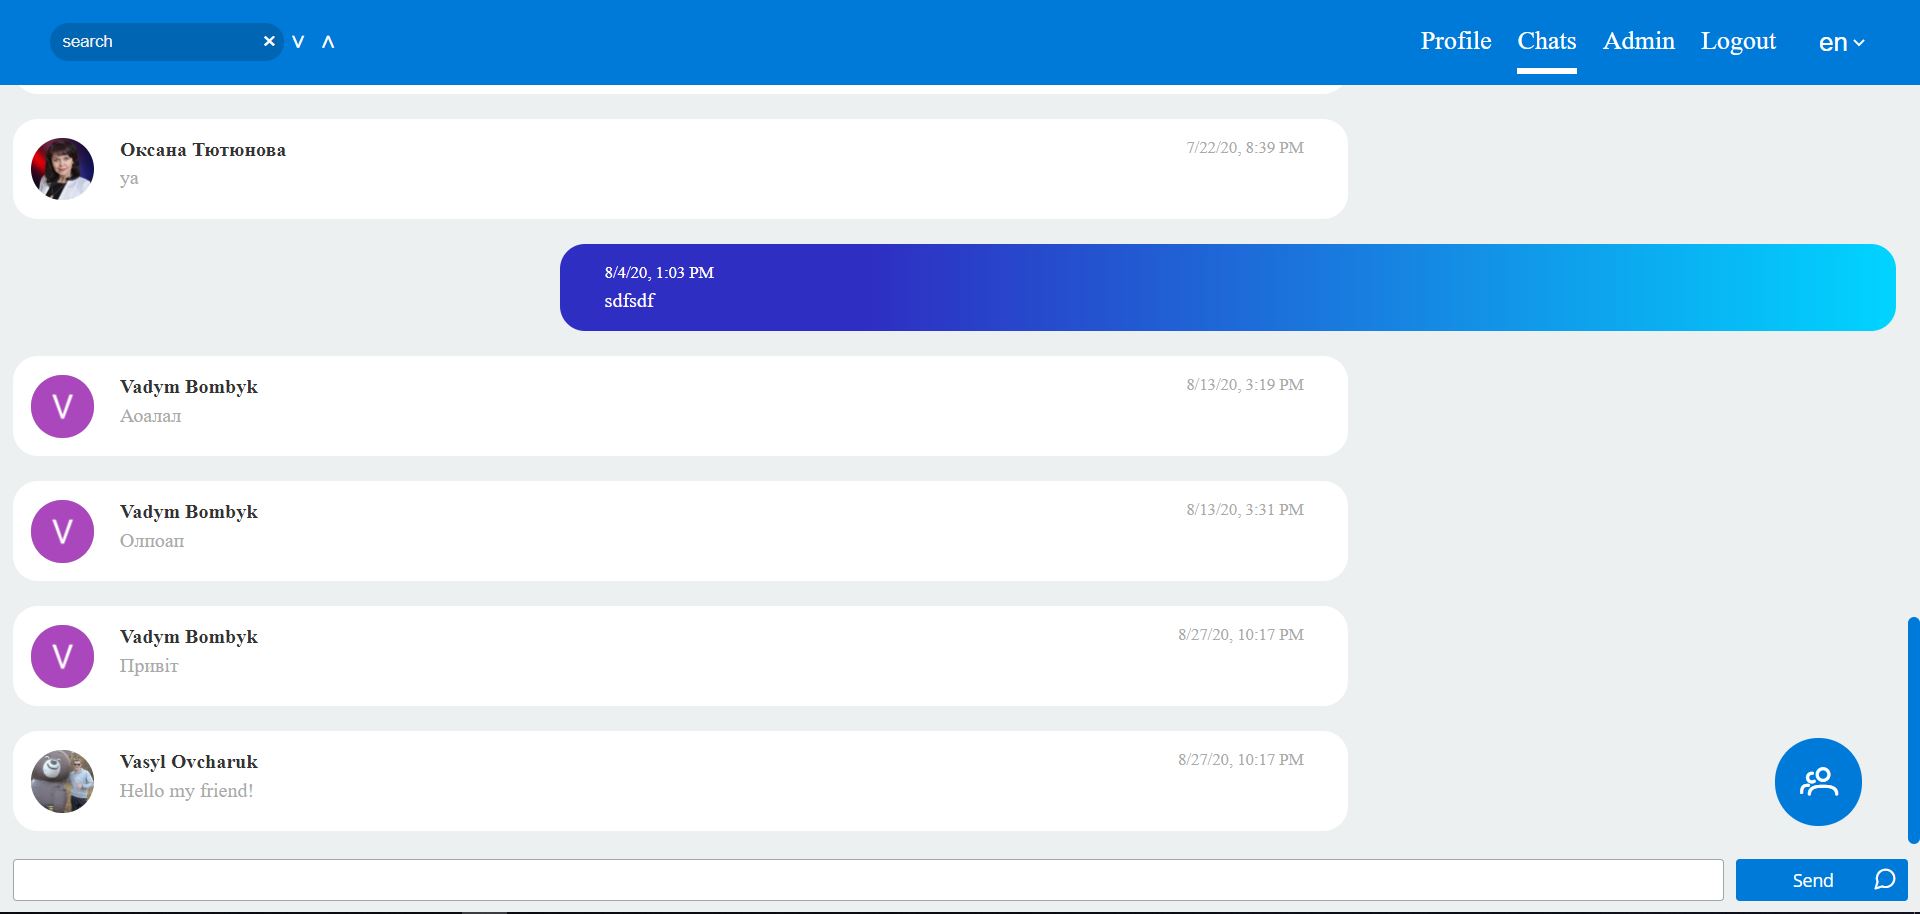 search
Profile Chats Admin Logout en
Оксана Тютюнова 7/22/20, 8:39 PM
уа
8/4/20, 1:03 PM
sdfsdf
Vadym Bombyk 8/13/20, 3:19 PM
Аоалал
Vadym Bombyk 8/13/20, 3:31 PM
Олпоап
Vadym Bombyk 8/27/20, 10:17 PM
Привіт
Vasyl Ovcharuk 8/27/20, 10:17 PM
Hello my friend!
Send